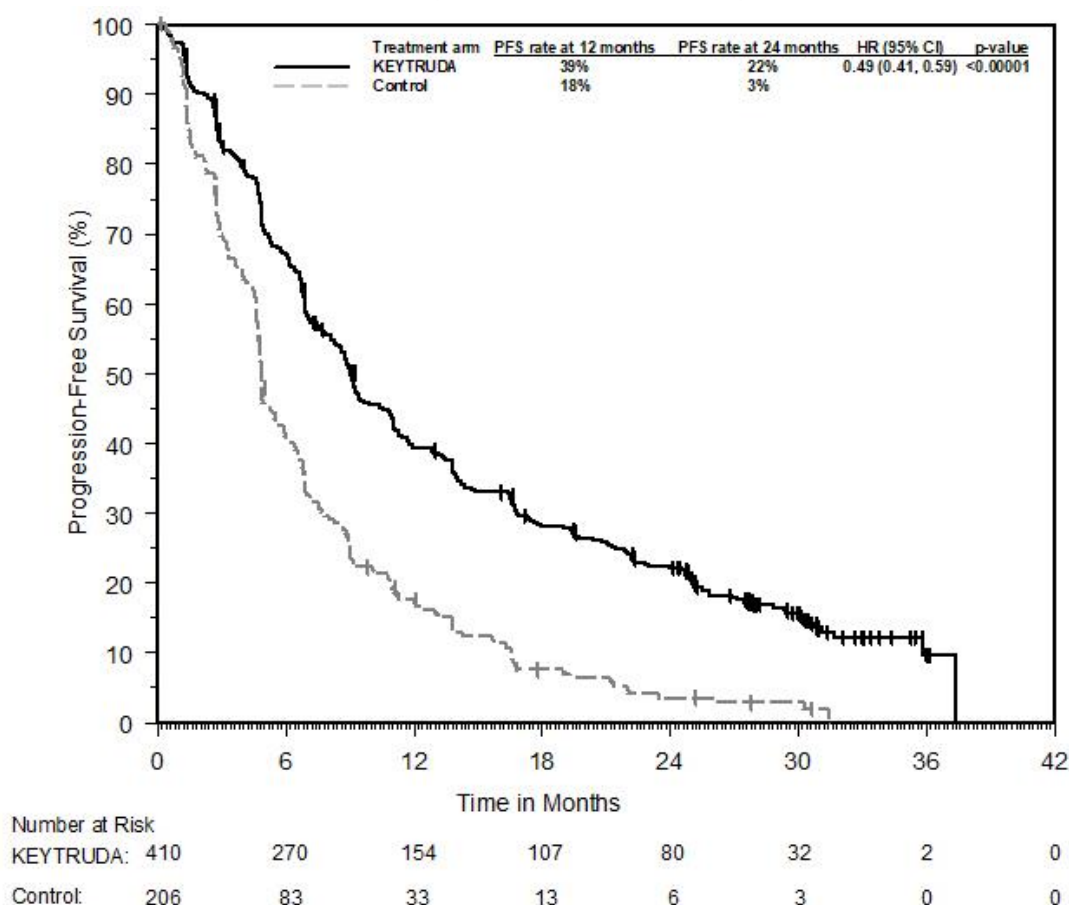 Treatment arm PFS rate at 12 months PFS rate at 24 months HR (95% CI) p-value
KEYTRUDA 39% 22% 0.49 (0.41, 0.59) <0.00001
Control 18% 3%
100
90
80
70
60
50
40
30
20
10
0
Progression-Free Survival (%)
0 6 12 18 24 30 36 42
Time in Months
Number at Risk
KEYTRUDA: 410 270 154 107 80 32 2 0
Control: 206 83 33 13 6 3 0 0